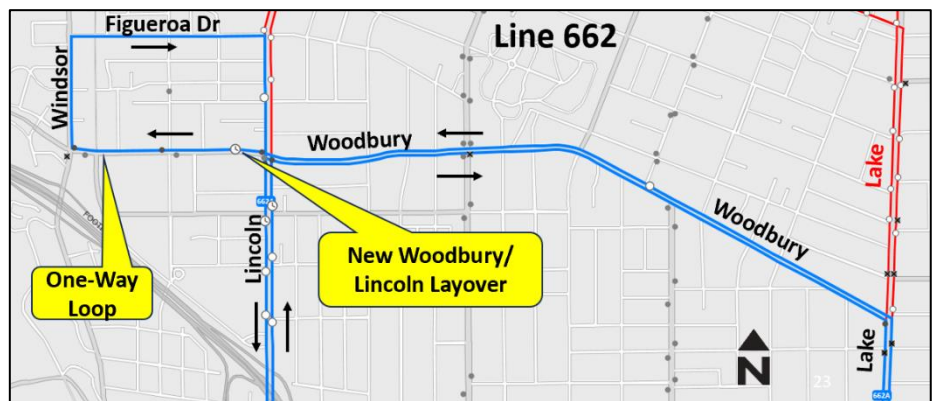 Figueroa Dr
Line 662
Windsor
Woodbury
Lake
Woodbury
One-Way
Loop
Lincoln
New Woodbury/
Lincoln Layover
Lake
N
23
662A